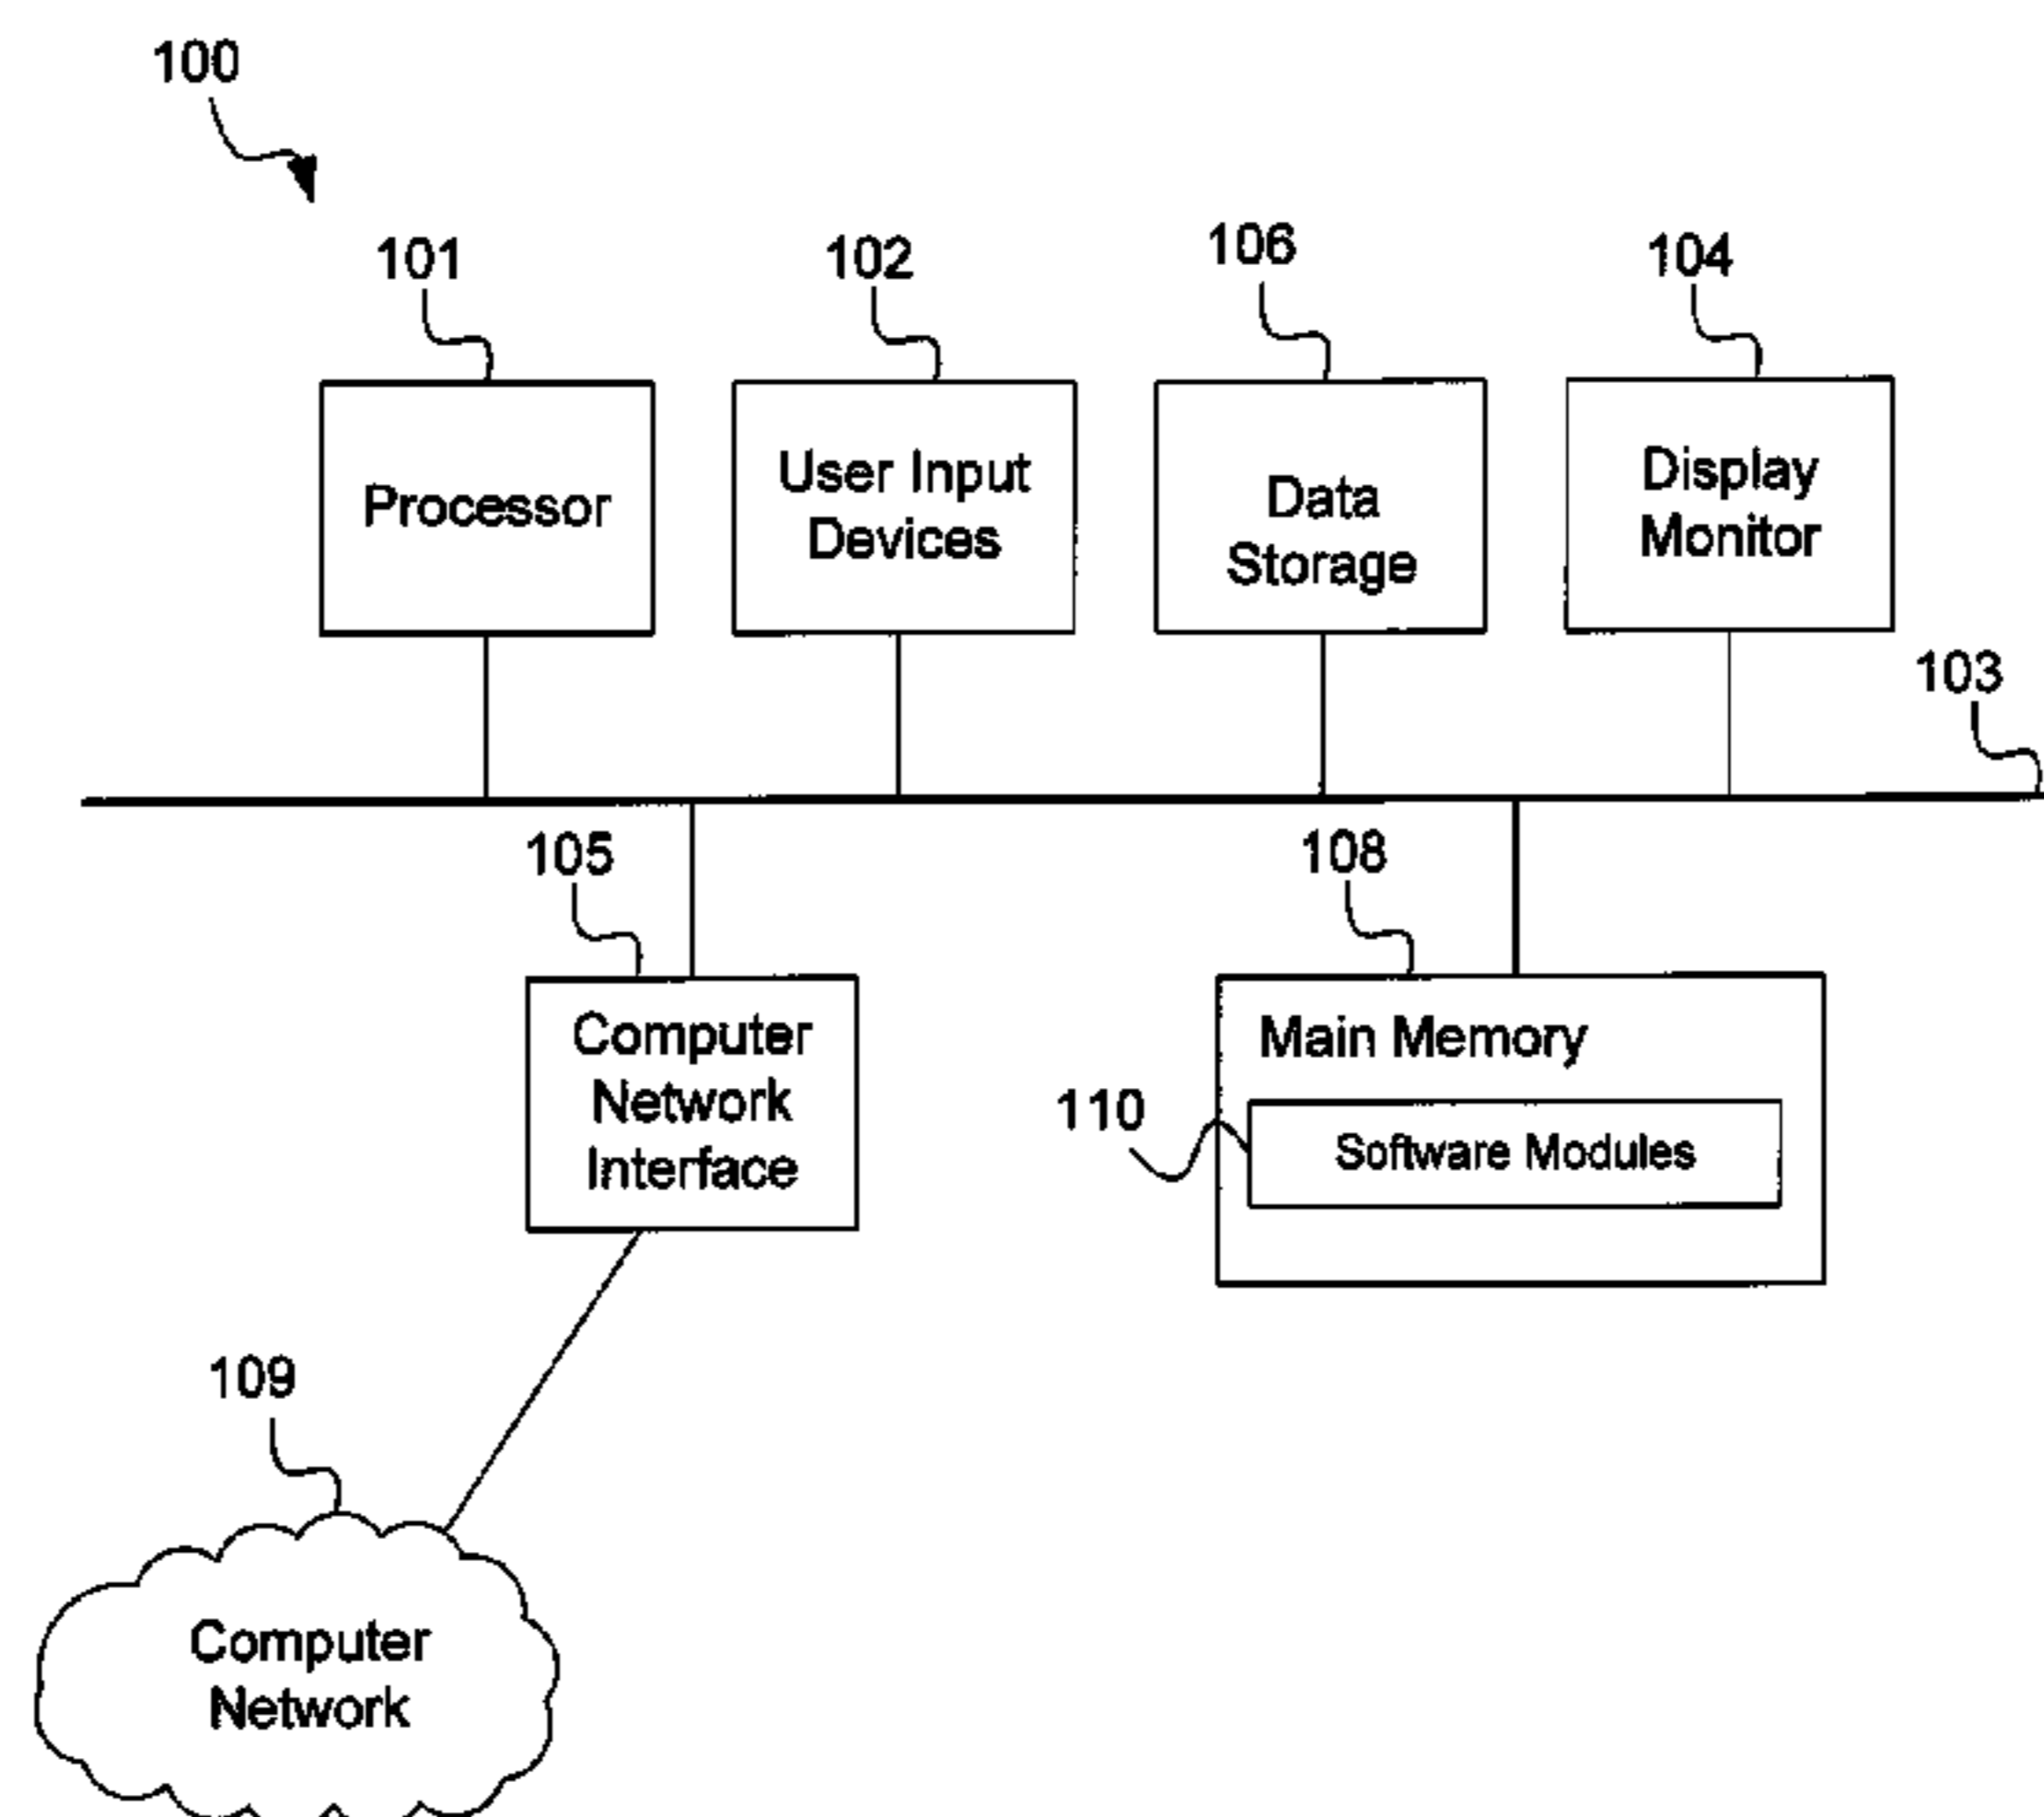 100
101
102
106
104
Processor
User Input
Devices
Data
Storage
Display
Monitor
103
105
108
Computer
Network
Interface
Main Memory
110
Software Modules
109
Computer
Network